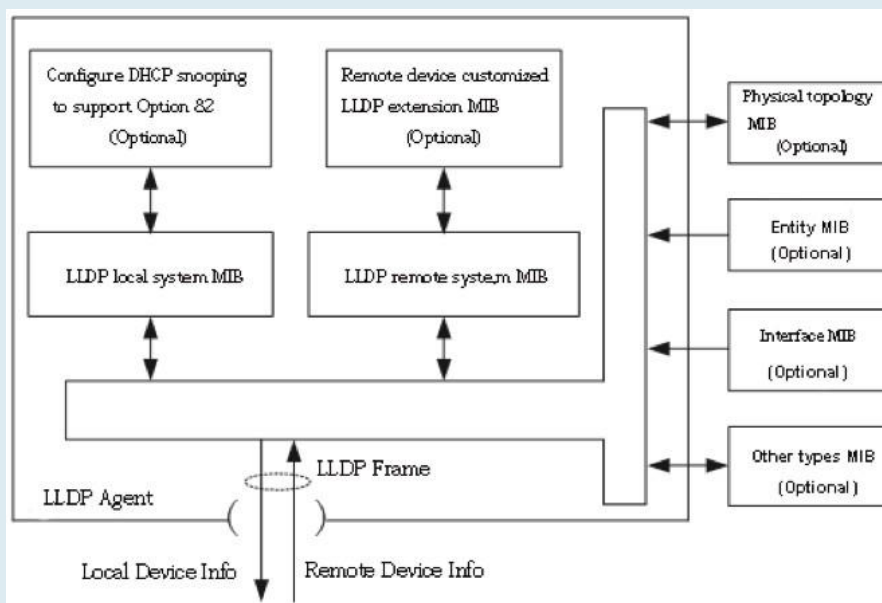 Configure DHCP snooping
to support Option 82
(Optional)
Remote device customized
LLDP extension MIB
(Optional)
Physical topology
MIB
(Optional)
LLDP local system MIB
LLDP remote system MIB
Entity MIB
(Optional)
Interface MIB
(Optional)
Other types MIB
(Optional)
LLDP Frame
LLDP Agent
Local Device Info
Remote Device Info